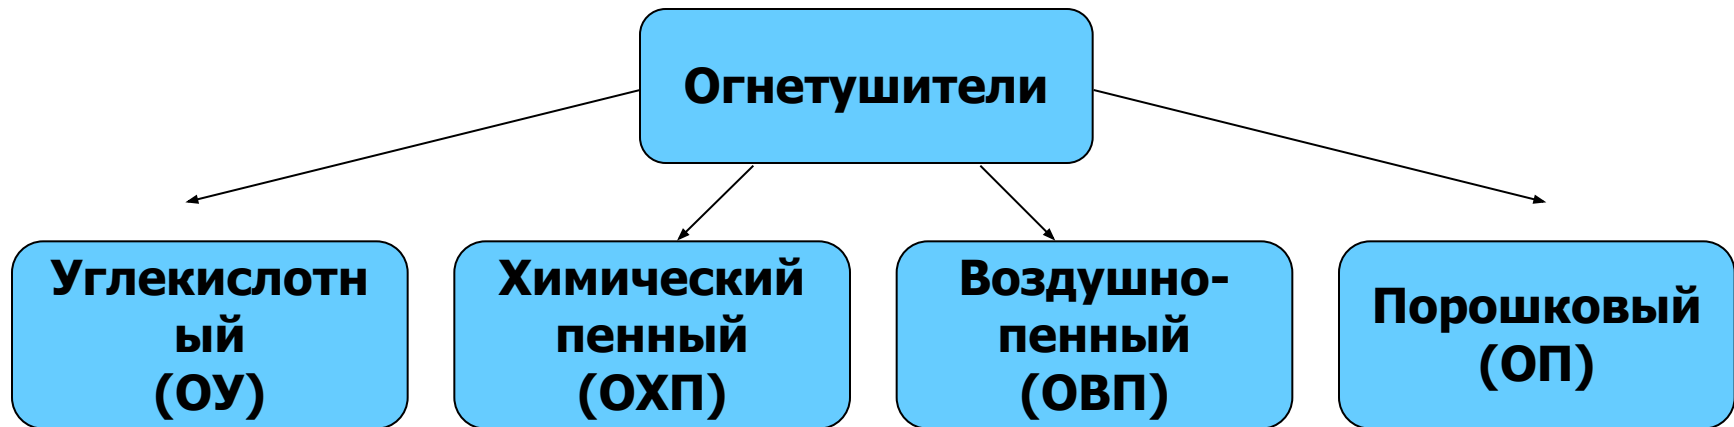 Огнетушители
Углекислотн
ый
(ОУ)
Химический
пенный
(ОХП)
Воздушно-
пенный
(ОВП)
Порошковый
(ОП)